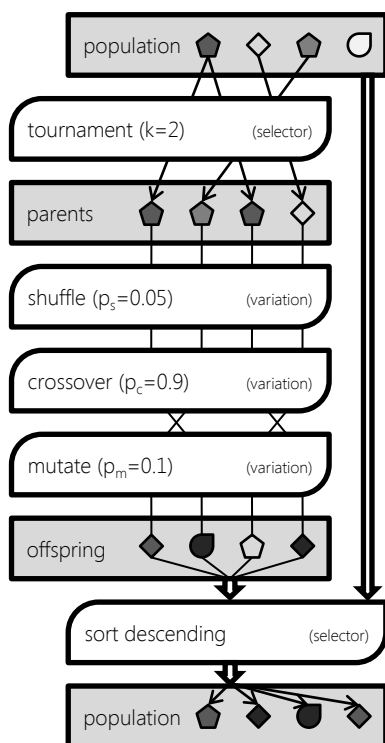 population
tournament (k=2) (selector)
parents
shuffle (pₛ=0.05) (variation)
crossover (p꜀=0.9) (variation)
mutate (pₘ=0.1) (variation)
offspring
sort descending (selector)
population